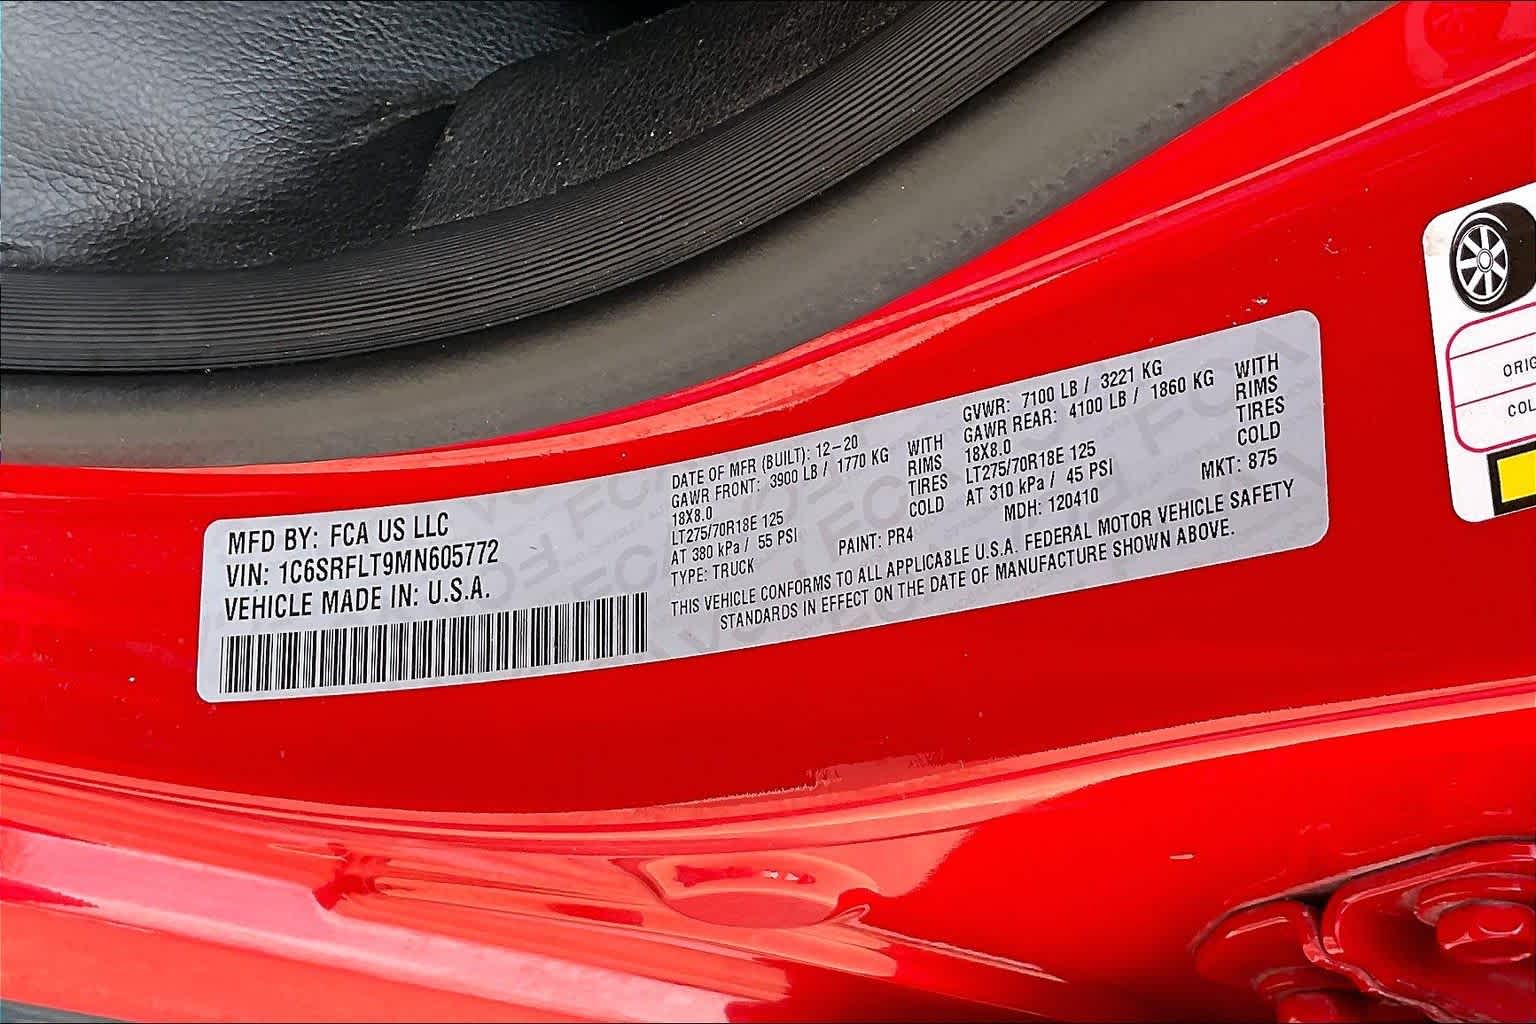 MFD BY: FCA US LLC
VIN: 1C6SRFLT9MN605772
VEHICLE MADE IN: U.S.A.
DATE OF MFR (BUILT): 12-20
GAWR FRONT: 3900 LB / 1770 KG WITH
18X8.0 RIMS
LT275/70R18E 125 TIRES
AT 380 kPa / 55 PSI COLD
TYPE: TRUCK PAINT: PR4
GVWR: 7100 LB / 3221 KG
GAWR REAR: 4100 LB / 1860 KG WITH
18X8.0 RIMS
LT275/70R18E 125 TIRES
AT 310 kPa / 45 PSI COLD
MDH: 120410 MKT: 875
THIS VEHICLE CONFORMS TO ALL APPLICABLE U.S.A. FEDERAL MOTOR VEHICLE SAFETY
STANDARDS IN EFFECT ON THE DATE OF MANUFACTURE SHOWN ABOVE.
ORIG
COL